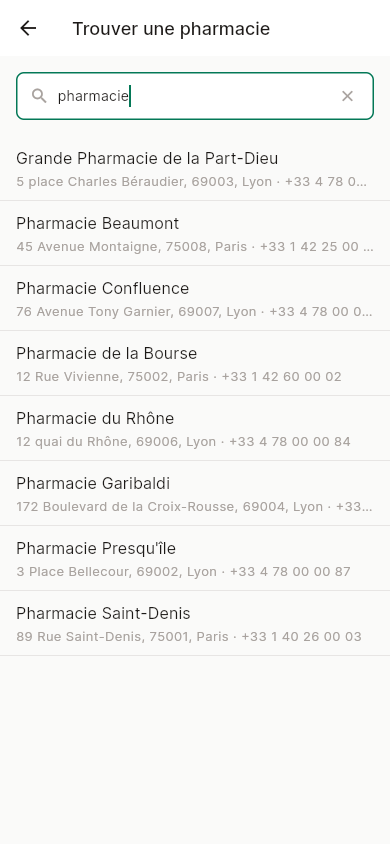 Trouver une pharmacie
pharmacie
Grande Pharmacie de la Part-Dieu
5 place Charles Béraudier, 69003, Lyon · +33 4 78 0...
Pharmacie Beaumont
45 Avenue Montaigne, 75008, Paris · +33 1 42 25 00 ...
Pharmacie Confluence
76 Avenue Tony Garnier, 69007, Lyon · +33 4 78 00 0...
Pharmacie de la Bourse
12 Rue Vivienne, 75002, Paris · +33 1 42 60 00 02
Pharmacie du Rhône
12 quai du Rhône, 69006, Lyon · +33 4 78 00 00 84
Pharmacie Garibaldi
172 Boulevard de la Croix-Rousse, 69004, Lyon · +33...
Pharmacie Presqu'île
3 Place Bellecour, 69002, Lyon · +33 4 78 00 00 87
Pharmacie Saint-Denis
89 Rue Saint-Denis, 75001, Paris · +33 1 40 26 00 03